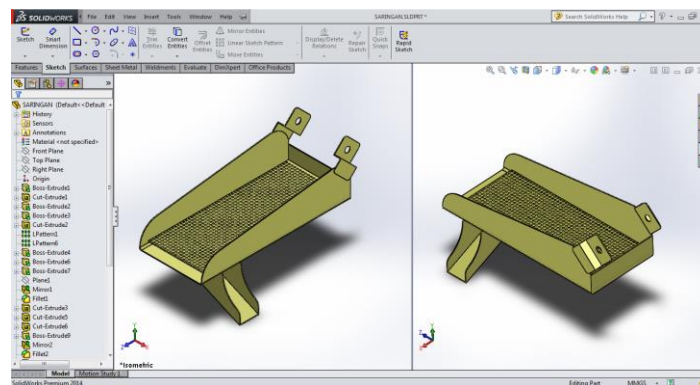 SOLIDWORKS File Edit View Insert Tools Window Help SARINGAN.SLDPRT * Search SolidWorks Help
Sketch Smart Dimension Trim Entities Convert Entities Offset Entities Mirror Entities Linear Sketch Pattern Move Entities Display/Delete Relations Repair Sketch Quick Snaps Rapid Sketch
Features Sketch Surfaces Sheet Metal Weldments Evaluate DimXpert Office Products
SARINGAN (Default<<Default
History
Sensors
Annotations
Material <not specified>
Front Plane
Top Plane
Right Plane
Origin
Boss-Extrude1
Cut-Extrude1
Boss-Extrude2
Boss-Extrude3
Cut-Extrude2
LPattern1
LPattern6
Boss-Extrude4
Boss-Extrude6
Boss-Extrude7
Plane1
Mirror1
Fillet1
Cut-Extrude3
Cut-Extrude5
Cut-Extrude6
Boss-Extrude9
Mirror2
Fillet2
*Isometric
Model Motion Study 1
SolidWorks Premium 2014 Editing Part MMGS